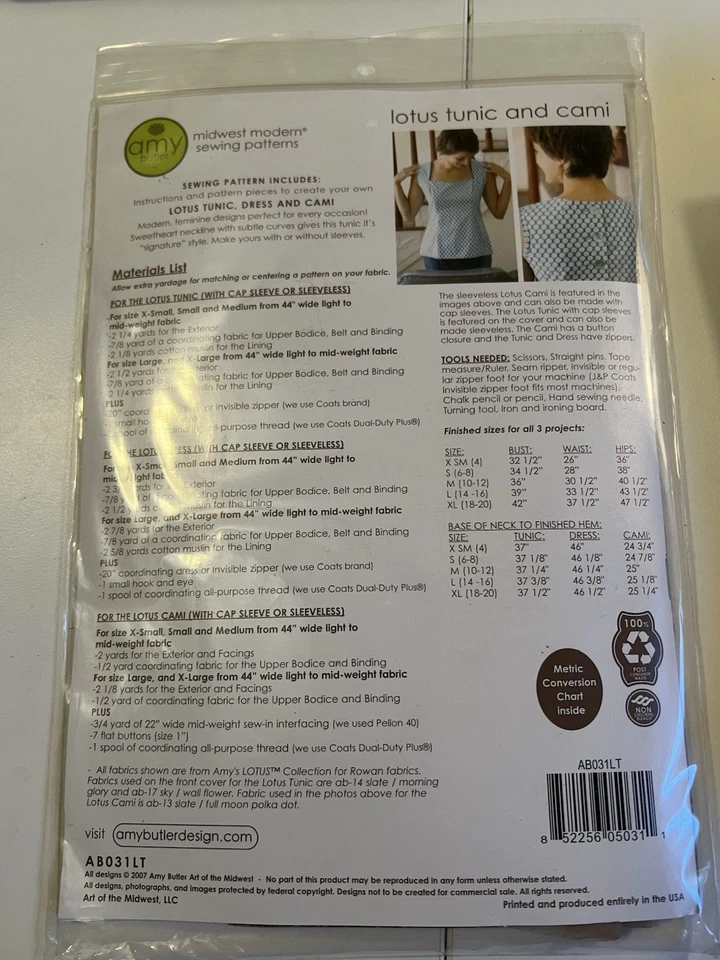 lotus tunic and cami
amy
butler
midwest modern®
sewing patterns
SEWING PATTERN INCLUDES:
Instructions and pattern pieces to create your own
LOTUS TUNIC, DRESS AND CAMI
Modern, feminine designs perfect for every occasion!
Sweetheart neckline with subtle curves gives this tunic it's
"signature" style. Make yours with or without sleeves.
Materials List
Allow extra yardage for matching or centering a pattern on your fabric.
FOR THE LOTUS TUNIC (WITH CAP SLEEVE OR SLEEVELESS)
For size X-Small, Small and Medium from 44" wide light to
mid-weight fabric
-2 1/4 yards for the Exterior
-7/8 yard of a coordinating fabric for Upper Bodice, Belt and Binding
-2 1/8 yards cotton muslin for the Lining
For size Large, and X-Large from 44" wide light to mid-weight fabric
-2 1/2 yards for Exterior
-7/8 yard of a coordinating fabric for Upper Bodice, Belt and Binding
-2 1/4 yards muslin for the Lining
PLUS
-20" or Invisible zipper (we use Coats brand)
-1 small
spool of all-purpose thread (we use Coats Dual-Duty Plus®)
FOR THE LOTUS DRESS (WITH CAP SLEEVE OR SLEEVELESS)
For X-Small, Small and Medium from 44" wide light to
mid-weight fabric
yards for Exterior
-7/8 of coordinating fabric for Upper Bodice, Belt and Binding
-2 1/2 yards muslin for the Lining
For size Large, and X-Large from 44" wide light to mid-weight fabric
-2 7/8 yards for the Exterior
-7/8 yard of a coordinating fabric for Upper Bodice, Belt and Binding
-2 5/8 yards cotton muslin for the Lining
PLUS
-20" coordinating dress or Invisible zipper (we use Coats brand)
-1 small hook and eye
-1 spool of coordinating all-purpose thread (we use Coats Dual-Duty Plus®)
FOR THE LOTUS CAMI (WITH CAP SLEEVE OR SLEEVELESS)
For size X-Small, Small and Medium from 44" wide light to
mid-weight fabric
-2 yards for the Exterior and Facings
-1/2 yard coordinating fabric for the Upper Bodice and Binding
For size Large, and X-Large from 44" wide light to mid-weight fabric
-2 1/8 yards for the Exterior and Facings
-1/2 yard of coordinating fabric for the Upper Bodice and Binding
PLUS
-3/4 yard of 22" wide mid-weight sew-in interfacing (we used Pellon 40)
-7 flat buttons (size 1")
-1 spool of coordinating all-purpose thread (we use Coats Dual-Duty Plus®)
- All fabrics shown are from Amy's LOTUS™ Collection for Rowan fabrics.
Fabrics used on the front cover for the Lotus Tunic are ab-14 slate / morning
glory and ab-17 sky / wall flower. Fabric used in the photos above for the
Lotus Cami is ab-13 slate / full moon polka dot.
visit amybutlerdesign.com
AB031LT
All designs © 2007 Amy Butler Art of the Midwest - No part of this product may be reproduced in any form unless otherwise stated.
All designs, photographs, and images protected by federal copyright. Designs not to be created for commercial sale. All rights reserved.
Art of the Midwest, LLC
Printed and produced entirely in the USA
The sleeveless Lotus Cami is featured in the
images above and can also be made with
cap sleeves. The Lotus Tunic with cap sleeves
is featured on the cover and can also be
made sleeveless. The Cami has a button
closure and the Tunic and Dress have zippers.
TOOLS NEEDED: Scissors, Straight pins, Tape
measure/Ruler, Seam ripper, Invisible or regu-
lar zipper foot for your machine (J&P Coats
Invisible zipper foot fits most machines)
Chalk pencil or pencil, Hand sewing needle,
Turning tool, Iron and ironing board.
Finished sizes for all 3 projects:
SIZE: BUST: WAIST: HIPS:
X SM (4) 32 1/2" 26" 36"
S (6-8) 34 1/2" 28" 38"
M (10-12) 36" 30 1/2" 40 1/2"
L (14 -16) 39" 33 1/2" 43 1/2"
XL (18-20) 42" 37 1/2" 47 1/2"
BASE OF NECK TO FINISHED HEM:
SIZE: TUNIC: DRESS: CAMI:
X SM (4) 37" 46" 24 3/4"
S (6-8) 37 1/8" 46 1/8" 24 7/8"
M (10-12) 37 1/4" 46 1/4" 25"
L (14 -16) 37 3/8" 46 3/8" 25 1/8"
XL (18-20) 37 1/2" 46 1/2" 25 1/4"
100%
POST
CONSUMER
WASTE
Metric
Conversion
Chart
inside
NON
CHLORINE
BLEACH
AB031LT
8 52256 05031 1